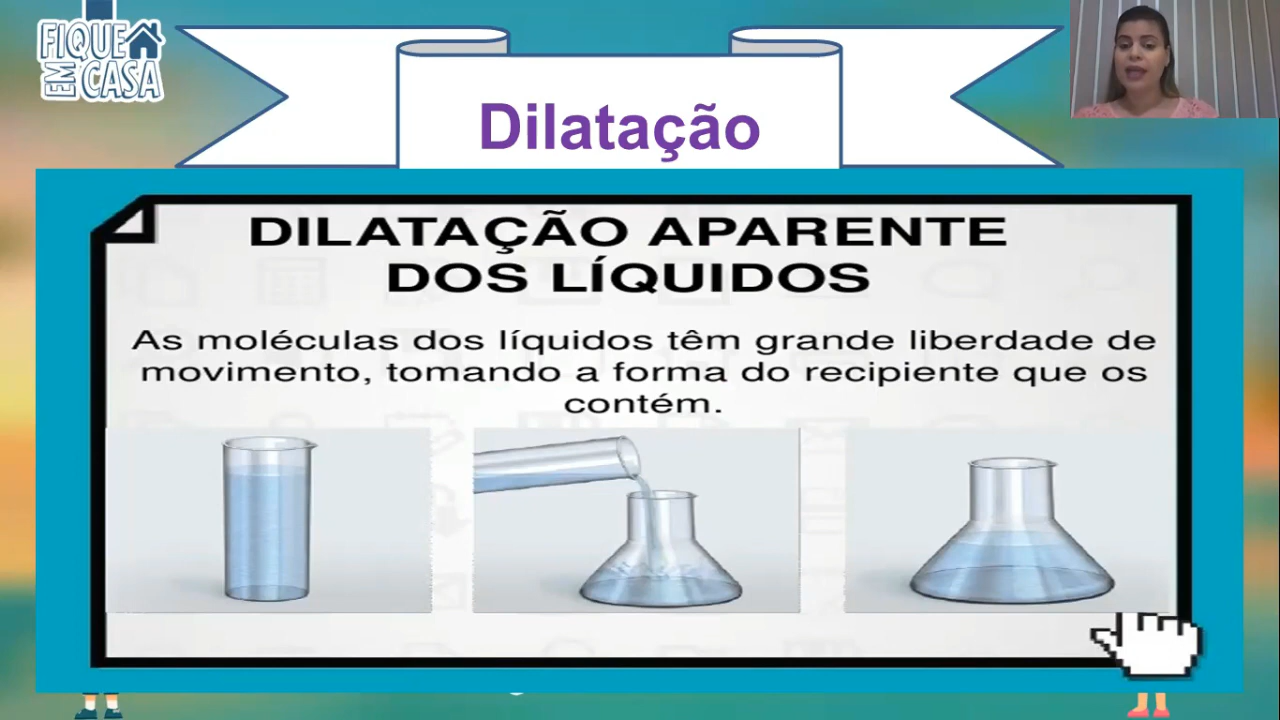 FIQUE
EM CASA
Dilatação
DILATAÇÃO APARENTE
DOS LÍQUIDOS
As moléculas dos líquidos têm grande liberdade de
movimento, tomando a forma do recipiente que os
contém.